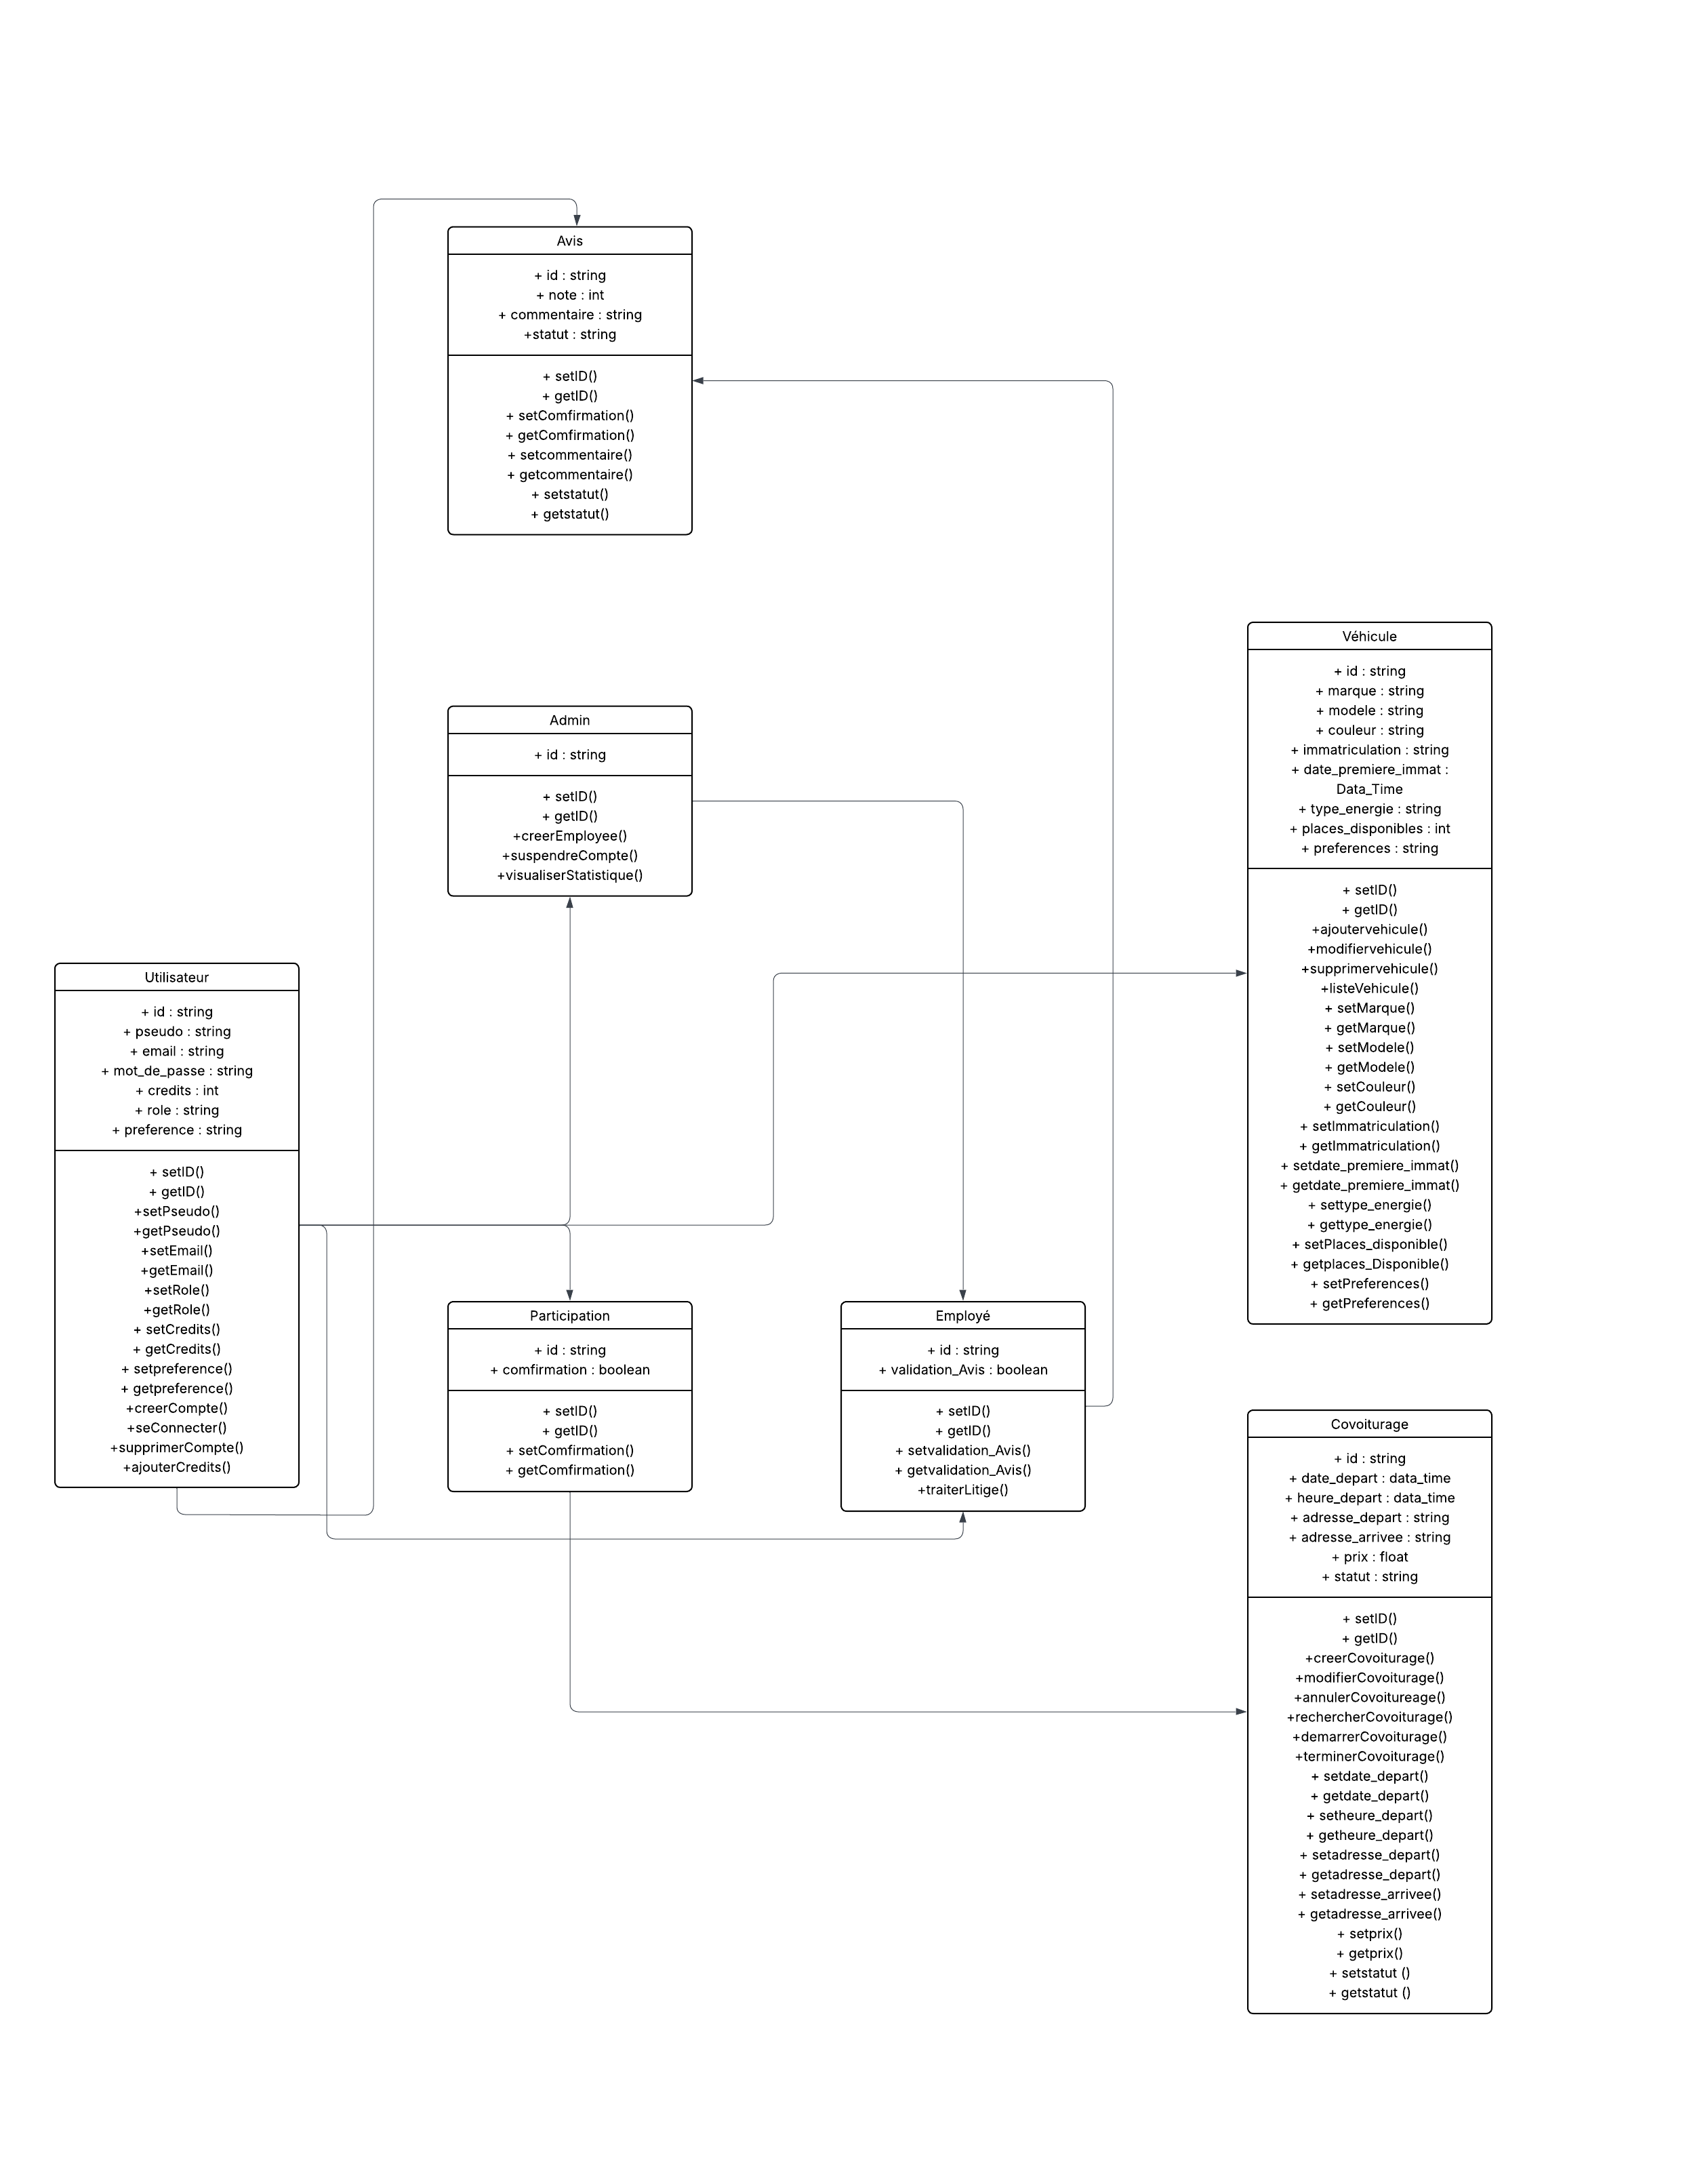 Avis
+ id : string
+ note : int
+ commentaire : string
+statut : string
+ setID()
+ getID()
+ setComfirmation()
+ getComfirmation()
+ setcommentaire()
+ getcommentaire()
+ setstatut()
+ getstatut()
Admin
+ id : string
+ setID()
+ getID()
+creerEmployee()
+suspendreCompte()
+visualiserStatistique()
Utilisateur
+ id : string
+ pseudo : string
+ email : string
+ mot_de_passe : string
+ credits : int
+ role : string
+ preference : string
+ setID()
+ getID()
+setPseudo()
+getPseudo()
+setEmail()
+getEmail()
+setRole()
+getRole()
+ setCredits()
+ getCredits()
+ setpreference()
+ getpreference()
+creerCompte()
+seConnecter()
+supprimerCompte()
+ajouterCredits()
Participation
+ id : string
+ comfirmation : boolean
+ setID()
+ getID()
+ setComfirmation()
+ getComfirmation()
Employé
+ id : string
+ validation_Avis : boolean
+ setID()
+ getID()
+ setvalidation_Avis()
+ getvalidation_Avis()
+traiterLitige()
Véhicule
+ id : string
+ marque : string
+ modele : string
+ couleur : string
+ immatriculation : string
+ date_premiere_immat :
Data_Time
+ type_energie : string
+ places_disponibles : int
+ preferences : string
+ setID()
+ getID()
+ajoutervehicule()
+modifiervehicule()
+supprimervehicule()
+listeVehicule()
+ setMarque()
+ getMarque()
+ setModele()
+ getModele()
+ setCouleur()
+ getCouleur()
+ setImmatriculation()
+ getImmatriculation()
+ setdate_premiere_immat()
+ getdate_premiere_immat()
+ settype_energie()
+ gettype_energie()
+ setPlaces_disponible()
+ getplaces_Disponible()
+ setPreferences()
+ getPreferences()
Covoiturage
+ id : string
+ date_depart : data_time
+ heure_depart : data_time
+ adresse_depart : string
+ adresse_arrivee : string
+ prix : float
+ statut : string
+ setID()
+ getID()
+creerCovoiturage()
+modifierCovoiturage()
+annulerCovoitureage()
+rechercherCovoiturage()
+demarrerCovoiturage()
+terminerCovoiturage()
+ setdate_depart()
+ getdate_depart()
+ setheure_depart()
+ getheure_depart()
+ setadresse_depart()
+ getadresse_depart()
+ setadresse_arrivee()
+ getadresse_arrivee()
+ setprix()
+ getprix()
+ setstatut ()
+ getstatut ()